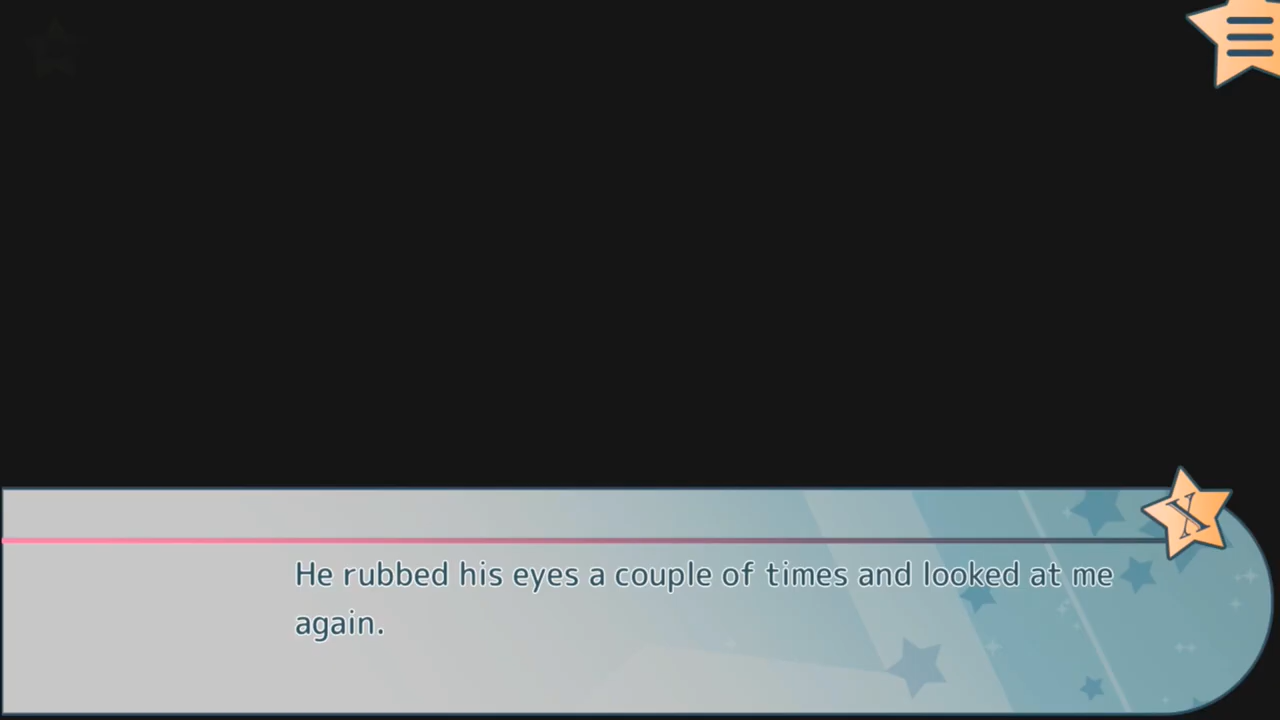 X
He rubbed his eyes a couple of times and looked at me
again.